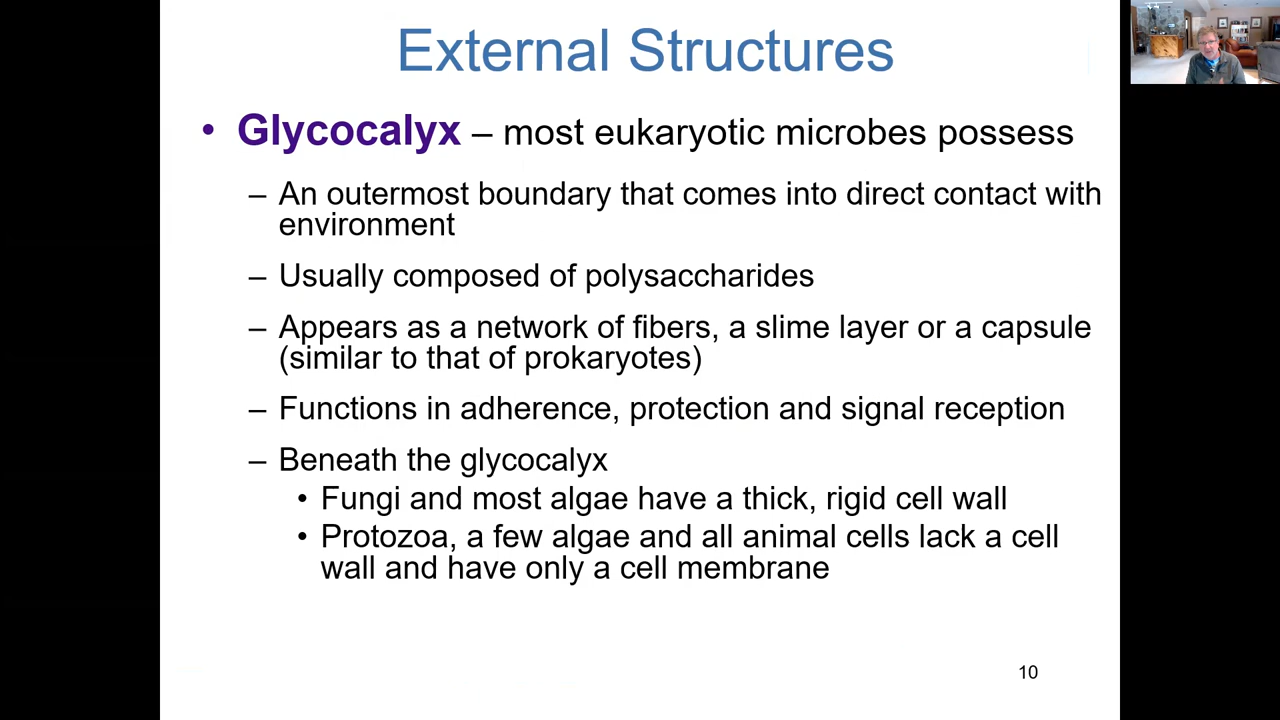 External Structures
• Glycocalyx – most eukaryotic microbes possess
– An outermost boundary that comes into direct contact with
environment
– Usually composed of polysaccharides
– Appears as a network of fibers, a slime layer or a capsule
(similar to that of prokaryotes)
– Functions in adherence, protection and signal reception
– Beneath the glycocalyx
• Fungi and most algae have a thick, rigid cell wall
• Protozoa, a few algae and all animal cells lack a cell
wall and have only a cell membrane
10